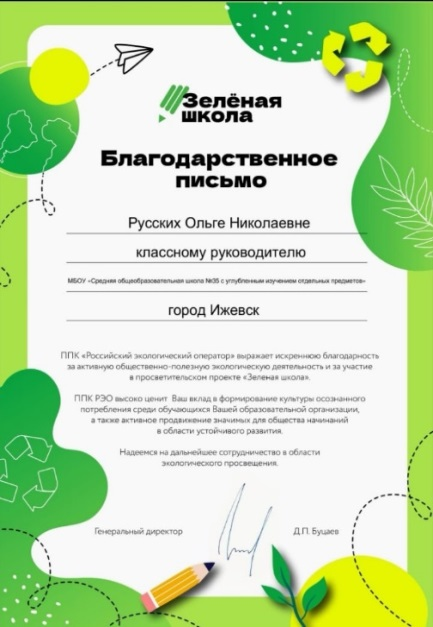 Зелёная
школа
Благодарственное
письмо
Русских Ольге Николаевне
классному руководителю
МБОУ «Средняя общеобразовательная школа №35 с углубленным изучением отдельных предметов»
город Ижевск
ППК «Российский экологический оператор» выражает искреннюю благодарность
за активную общественно-полезную экологическую деятельность и за участие
в просветительском проекте «Зеленая школа».
ППК РЭО высоко ценит Ваш вклад в формирование культуры осознанного
потребления среди обучающихся Вашей образовательной организации,
а также активное продвижение значимых для общества начинаний
в области устойчивого развития.
Надеемся на дальнейшее сотрудничество в области
экологического просвещения.
Генеральный директор Д.П. Буцаев